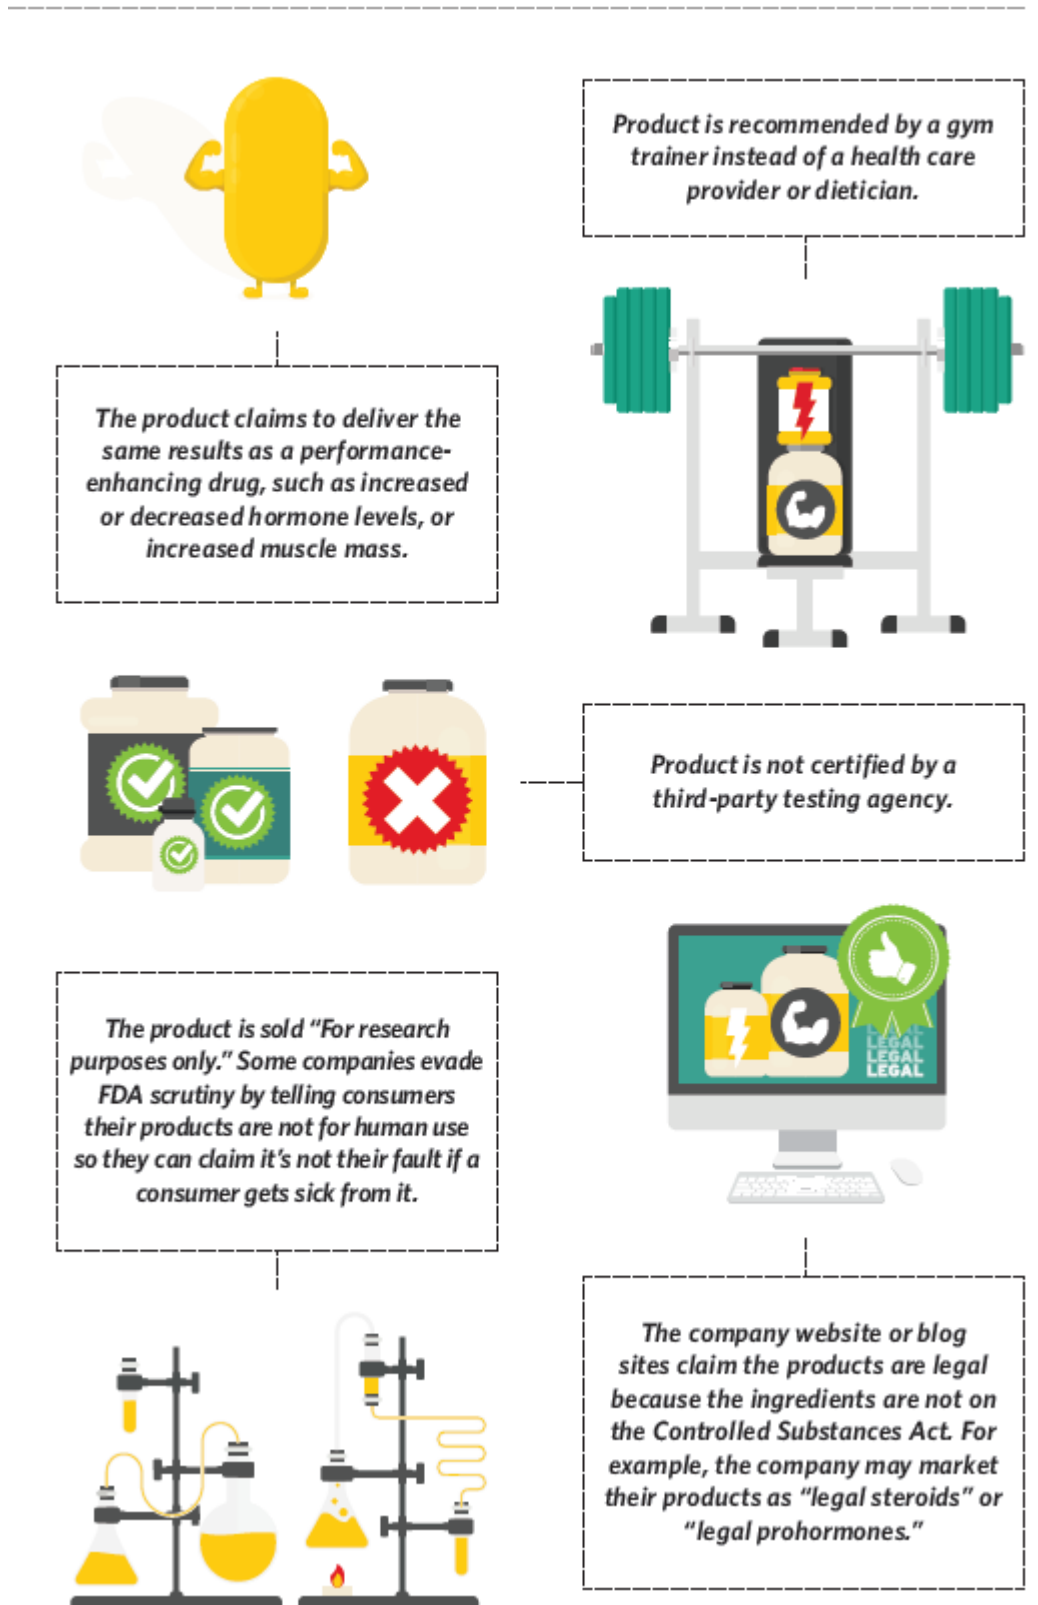 Product is recommended by a gym
trainer instead of a health care
provider or dietician.
The product claims to deliver the
same results as a performance-
enhancing drug, such as increased
or decreased hormone levels, or
increased muscle mass.
Product is not certified by a
third-party testing agency.
LEGAL
LEGAL
LEGAL
LEGAL
The product is sold “For research
purposes only.” Some companies evade
FDA scrutiny by telling consumers
their products are not for human use
so they can claim it’s not their fault if a
consumer gets sick from it.
The company website or blog
sites claim the products are legal
because the ingredients are not on
the Controlled Substances Act. For
example, the company may market
their products as “legal steroids” or
“legal prohormones.”